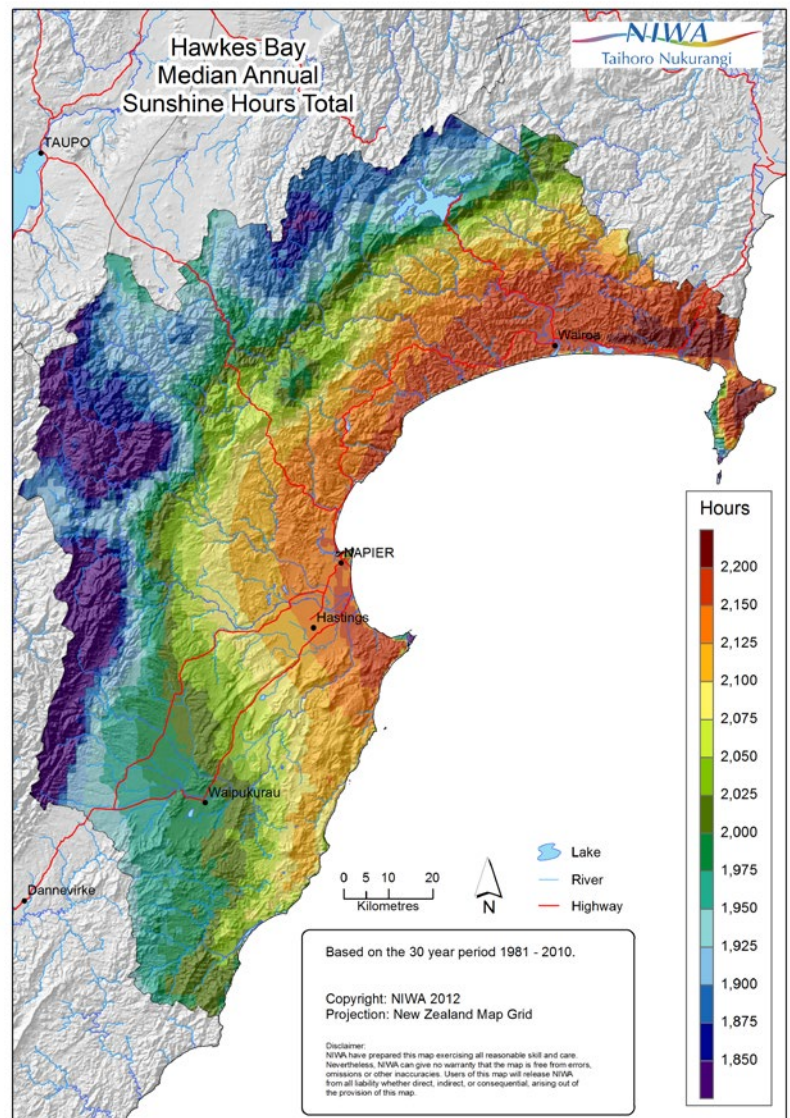 Hawkes Bay
Median Annual
Sunshine Hours Total
NIWA
Taihoro Nukurangi
TAUPO
Wairoa
NAPIER
Hastings
Waipukurau
Dannevirke
Hours
2,200
2,150
2,125
2,100
2,075
2,050
2,025
2,000
1,975
1,950
1,925
1,900
1,875
1,850
0 5 10 20
Kilometres
N
Lake
River
Highway
Based on the 30 year period 1981 - 2010.
Copyright: NIWA 2012
Projection: New Zealand Map Grid
Disclaimer:
NIWA have prepared this map exercising all reasonable skill and care.
Nevertheless, NIWA can give no warranty that the map is free from errors,
omissions or other inaccuracies. Users of this map will release NIWA
from all liability whether direct, indirect, or consequential, arising out of
the provision of this map.